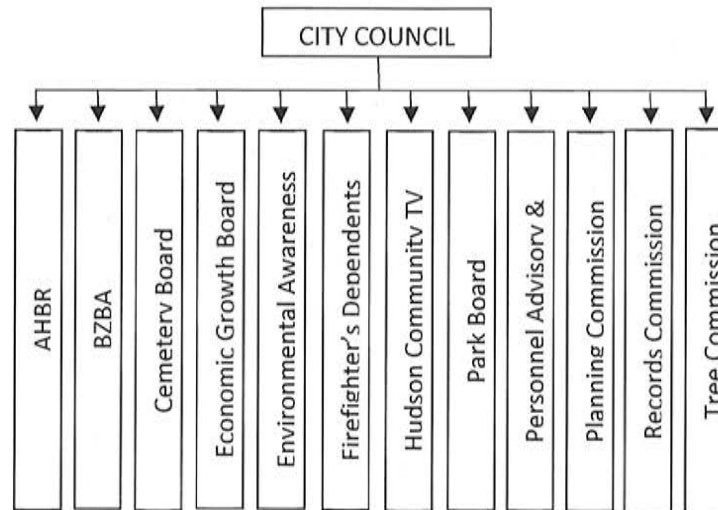 CITY COUNCIL
AHBR
BZBA
Cemetery Board
Economic Growth Board
Environmental Awareness
Firefighter's Dependents
Hudson Community TV
Park Board
Personnel Advisory &
Planning Commission
Records Commission
Tree Commission